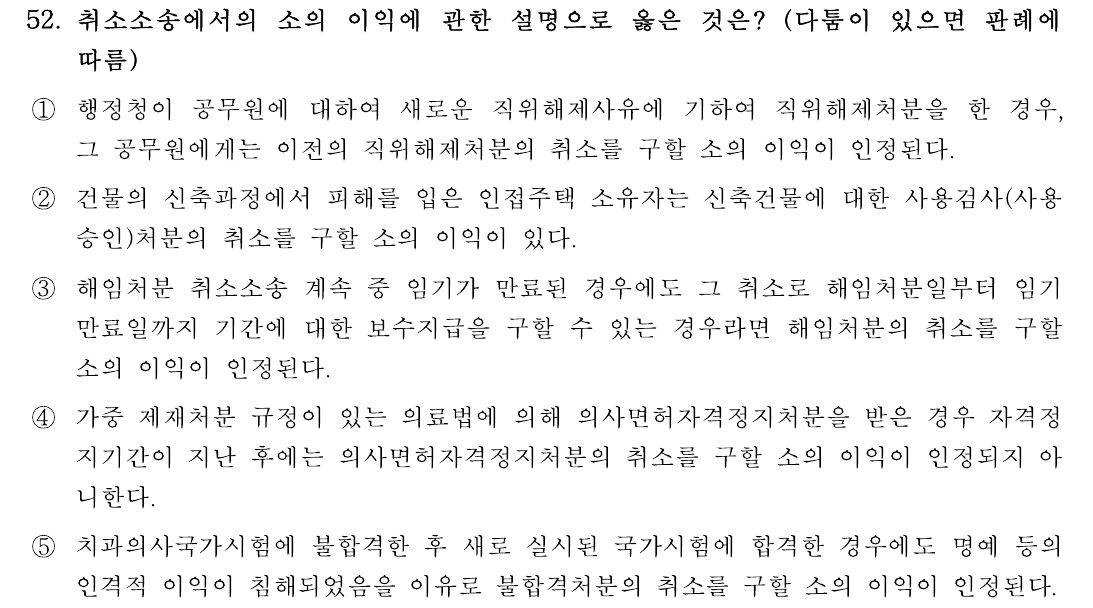 52. 취소소송에서의 소의 이익에 관한 설명으로 옳은 것은? (다툼이 있으면 판례에
따름)
① 행정청이 공무원에 대하여 새로운 직위해제사유에 기하여 직위해제처분을 한 경우,
그 공무원에게는 이전의 직위해제처분의 취소를 구할 소의 이익이 인정된다.
② 건물의 신축과정에서 피해를 입은 인접주택 소유자는 신축건물에 대한 사용검사(사용
승인)처분의 취소를 구할 소의 이익이 있다.
③ 해임처분 취소소송 계속 중 임기가 만료된 경우에도 그 취소로 해임처분일부터 임기
만료일까지 기간에 대한 보수지급을 구할 수 있는 경우라면 해임처분의 취소를 구할
소의 이익이 인정된다.
④ 가중 제재처분 규정이 있는 의료법에 의해 의사면허자격정지처분을 받은 경우 자격정
지기간이 지난 후에는 의사면허자격정지처분의 취소를 구할 소의 이익이 인정되지 아
니한다.
⑤ 치과의사국가시험에 불합격한 후 새로 실시된 국가시험에 합격한 경우에도 명예 등의
인격적 이익이 침해되었음을 이유로 불합격처분의 취소를 구할 소의 이익이 인정된다.